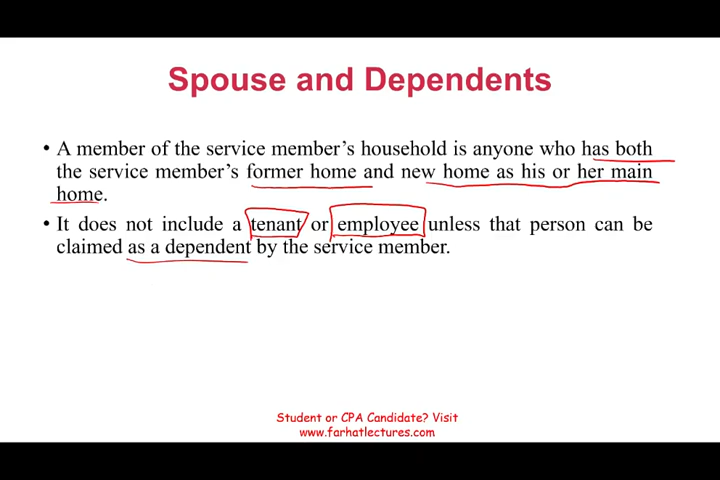 Spouse and Dependents
• A member of the service member’s household is anyone who has both
the service member’s former home and new home as his or her main
home.
• It does not include a tenant or employee unless that person can be
claimed as a dependent by the service member.
Student or CPA Candidate? Visit
www.farhatlectures.com